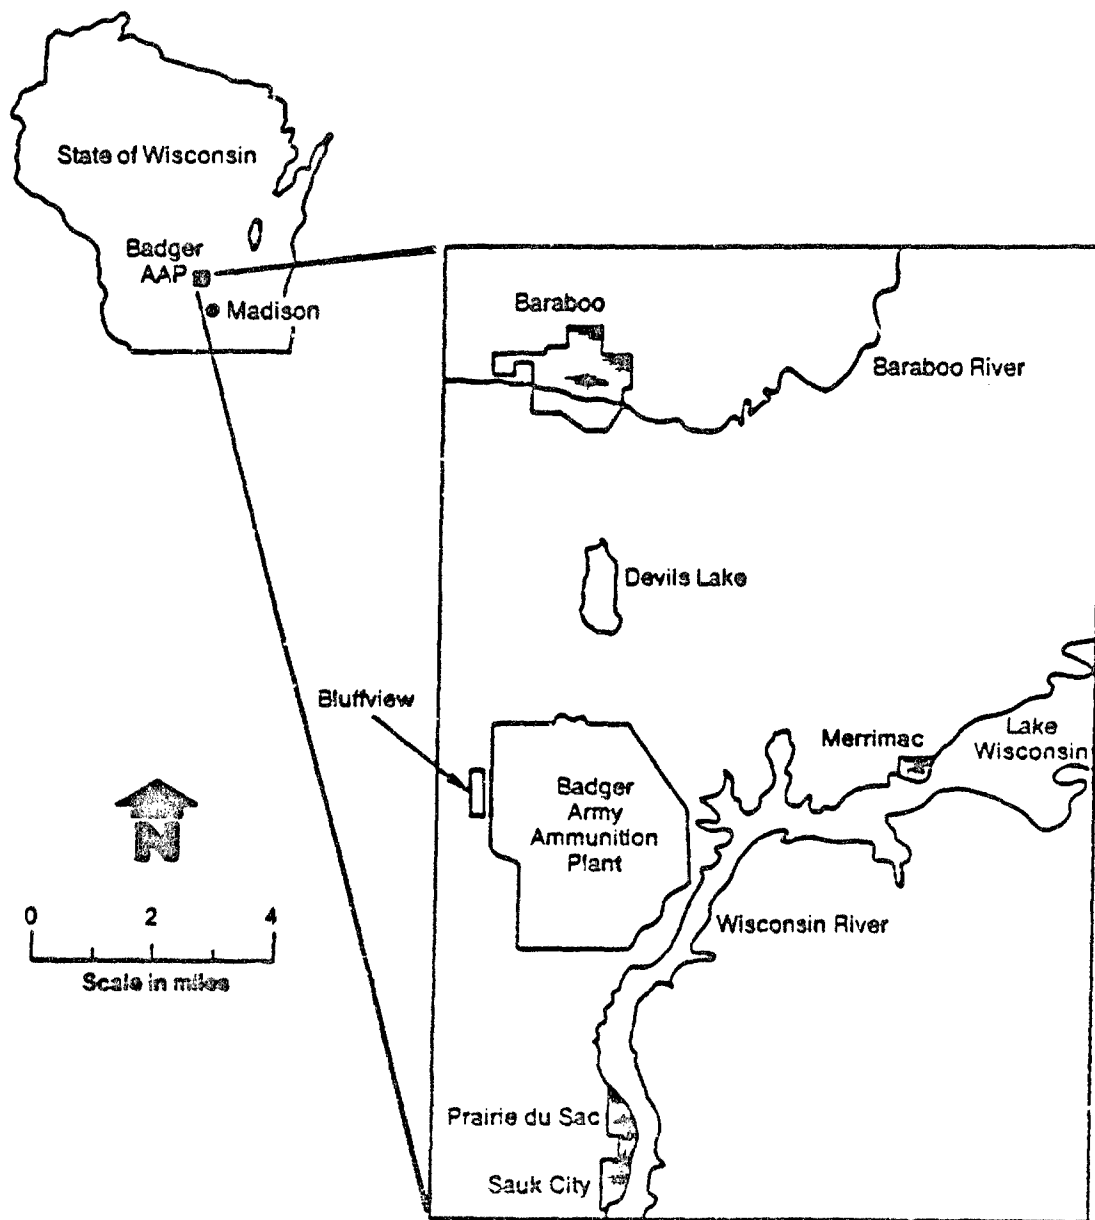 State of Wisconsin
Badger
AAP
Madison
Baraboo
Baraboo River
Devils Lake
Bluffview
Merrimac
Lake
Wisconsin
Badger
Army
Ammunition
Plant
N
0 2 4
Scale in miles
Wisconsin River
Prairie du Sac
Sauk City